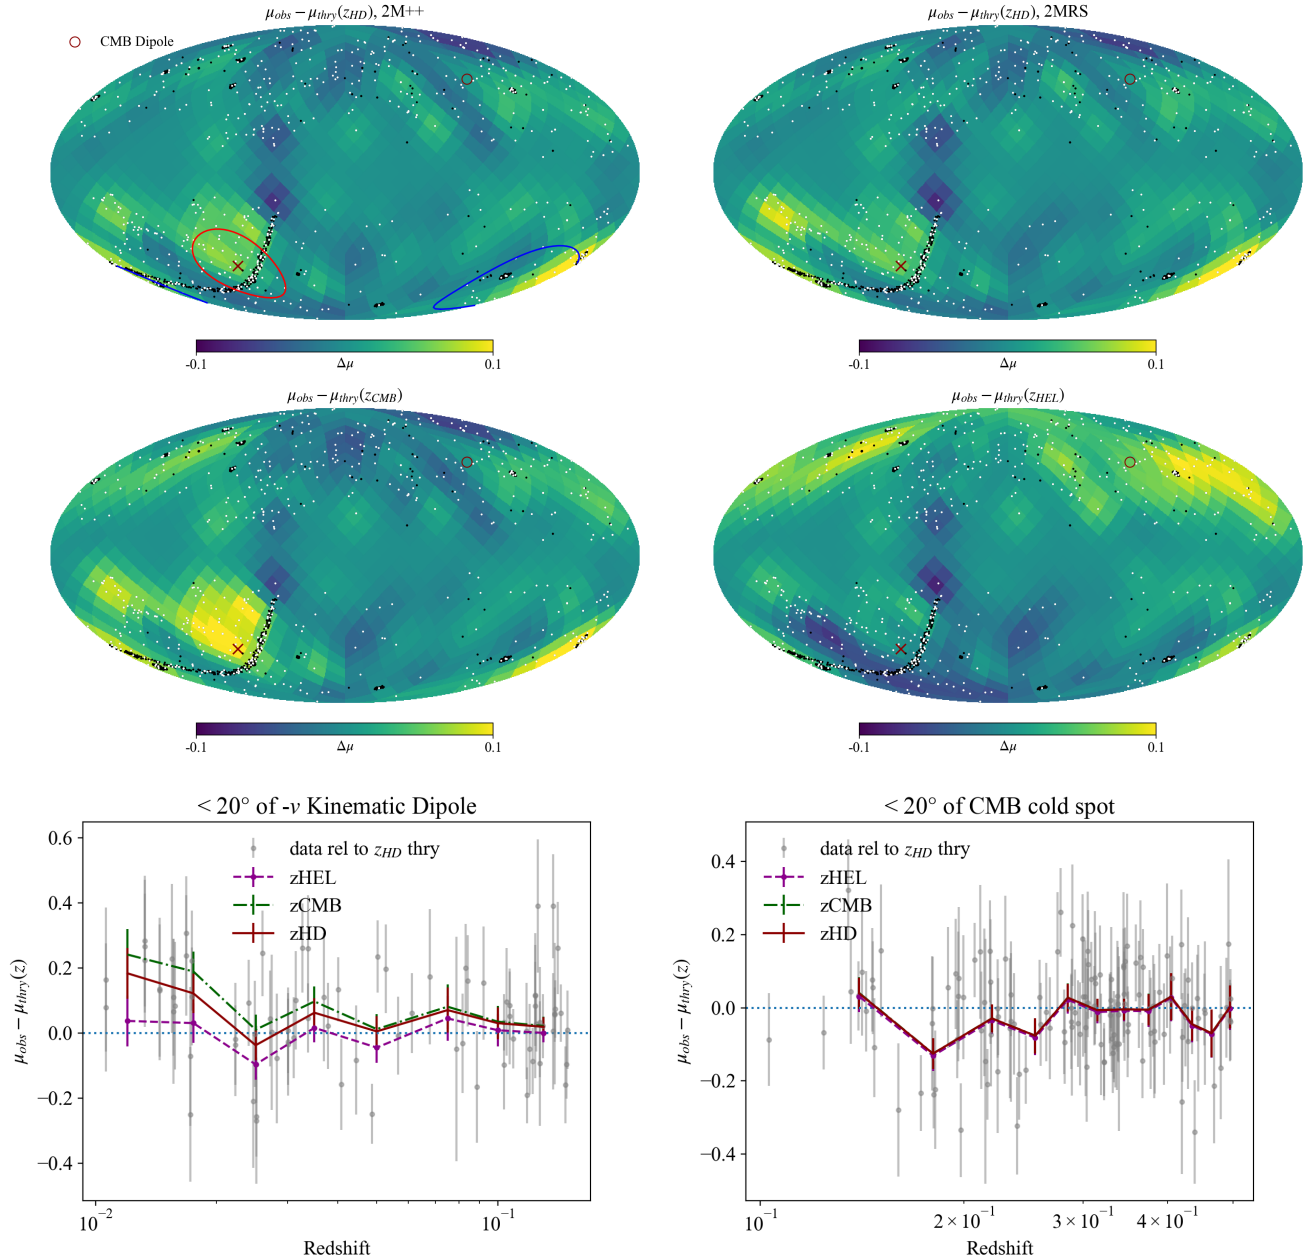 μobs − μthry(zHD), 2M++
CMB Dipole
-0.1 0.1
Δμ
μobs − μthry(zHD), 2MRS
-0.1 0.1
Δμ
μobs − μthry(zCMB)
-0.1 0.1
Δμ
μobs − μthry(zHEL)
-0.1 0.1
Δμ
< 20° of -v Kinematic Dipole
data rel to zHD thry
zHEL
zCMB
zHD
0.6
0.4
0.2
0.0
−0.2
−0.4
μobs − μthry(z)
10⁻² 10⁻¹
Redshift
< 20° of CMB cold spot
data rel to zHD thry
zHEL
zCMB
zHD
0.4
0.2
0.0
−0.2
−0.4
μobs − μthry(z)
10⁻¹ 2 × 10⁻¹ 3 × 10⁻¹ 4 × 10⁻¹
Redshift